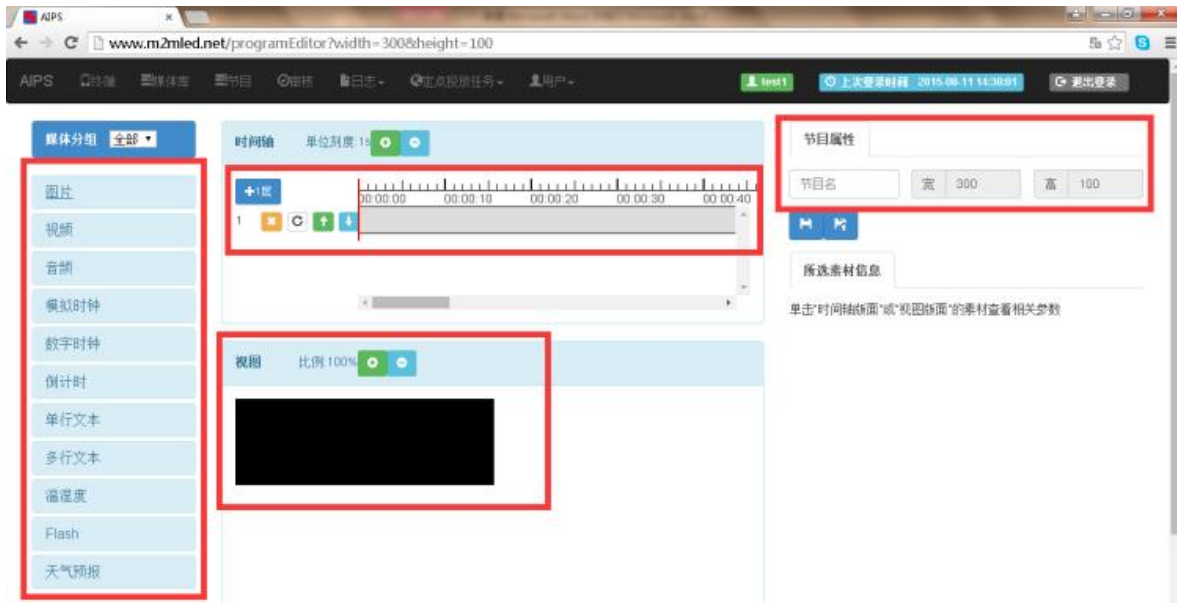 AIPS
www.m2mled.net/programEditor?width=300&height=100
AIPS 终端 媒体库 节目 审核 日志 定点投放任务 用户 test1 上次登录时间 2015-08-11 14:38:01 退出登录
媒体分组 全部
图片
视频
音频
模拟时钟
数字时钟
倒计时
单行文本
多行文本
温湿度
Flash
天气预报
时间轴 单位刻度 1s
+1层
00:00:00 00:00:10 00:00:20 00:00:30 00:00:40
1
视图 比例 100%
节目属性
节目名 宽 300 高 100
所选素材信息
单击"时间轴版面"或"视图版面"的素材查看相关参数